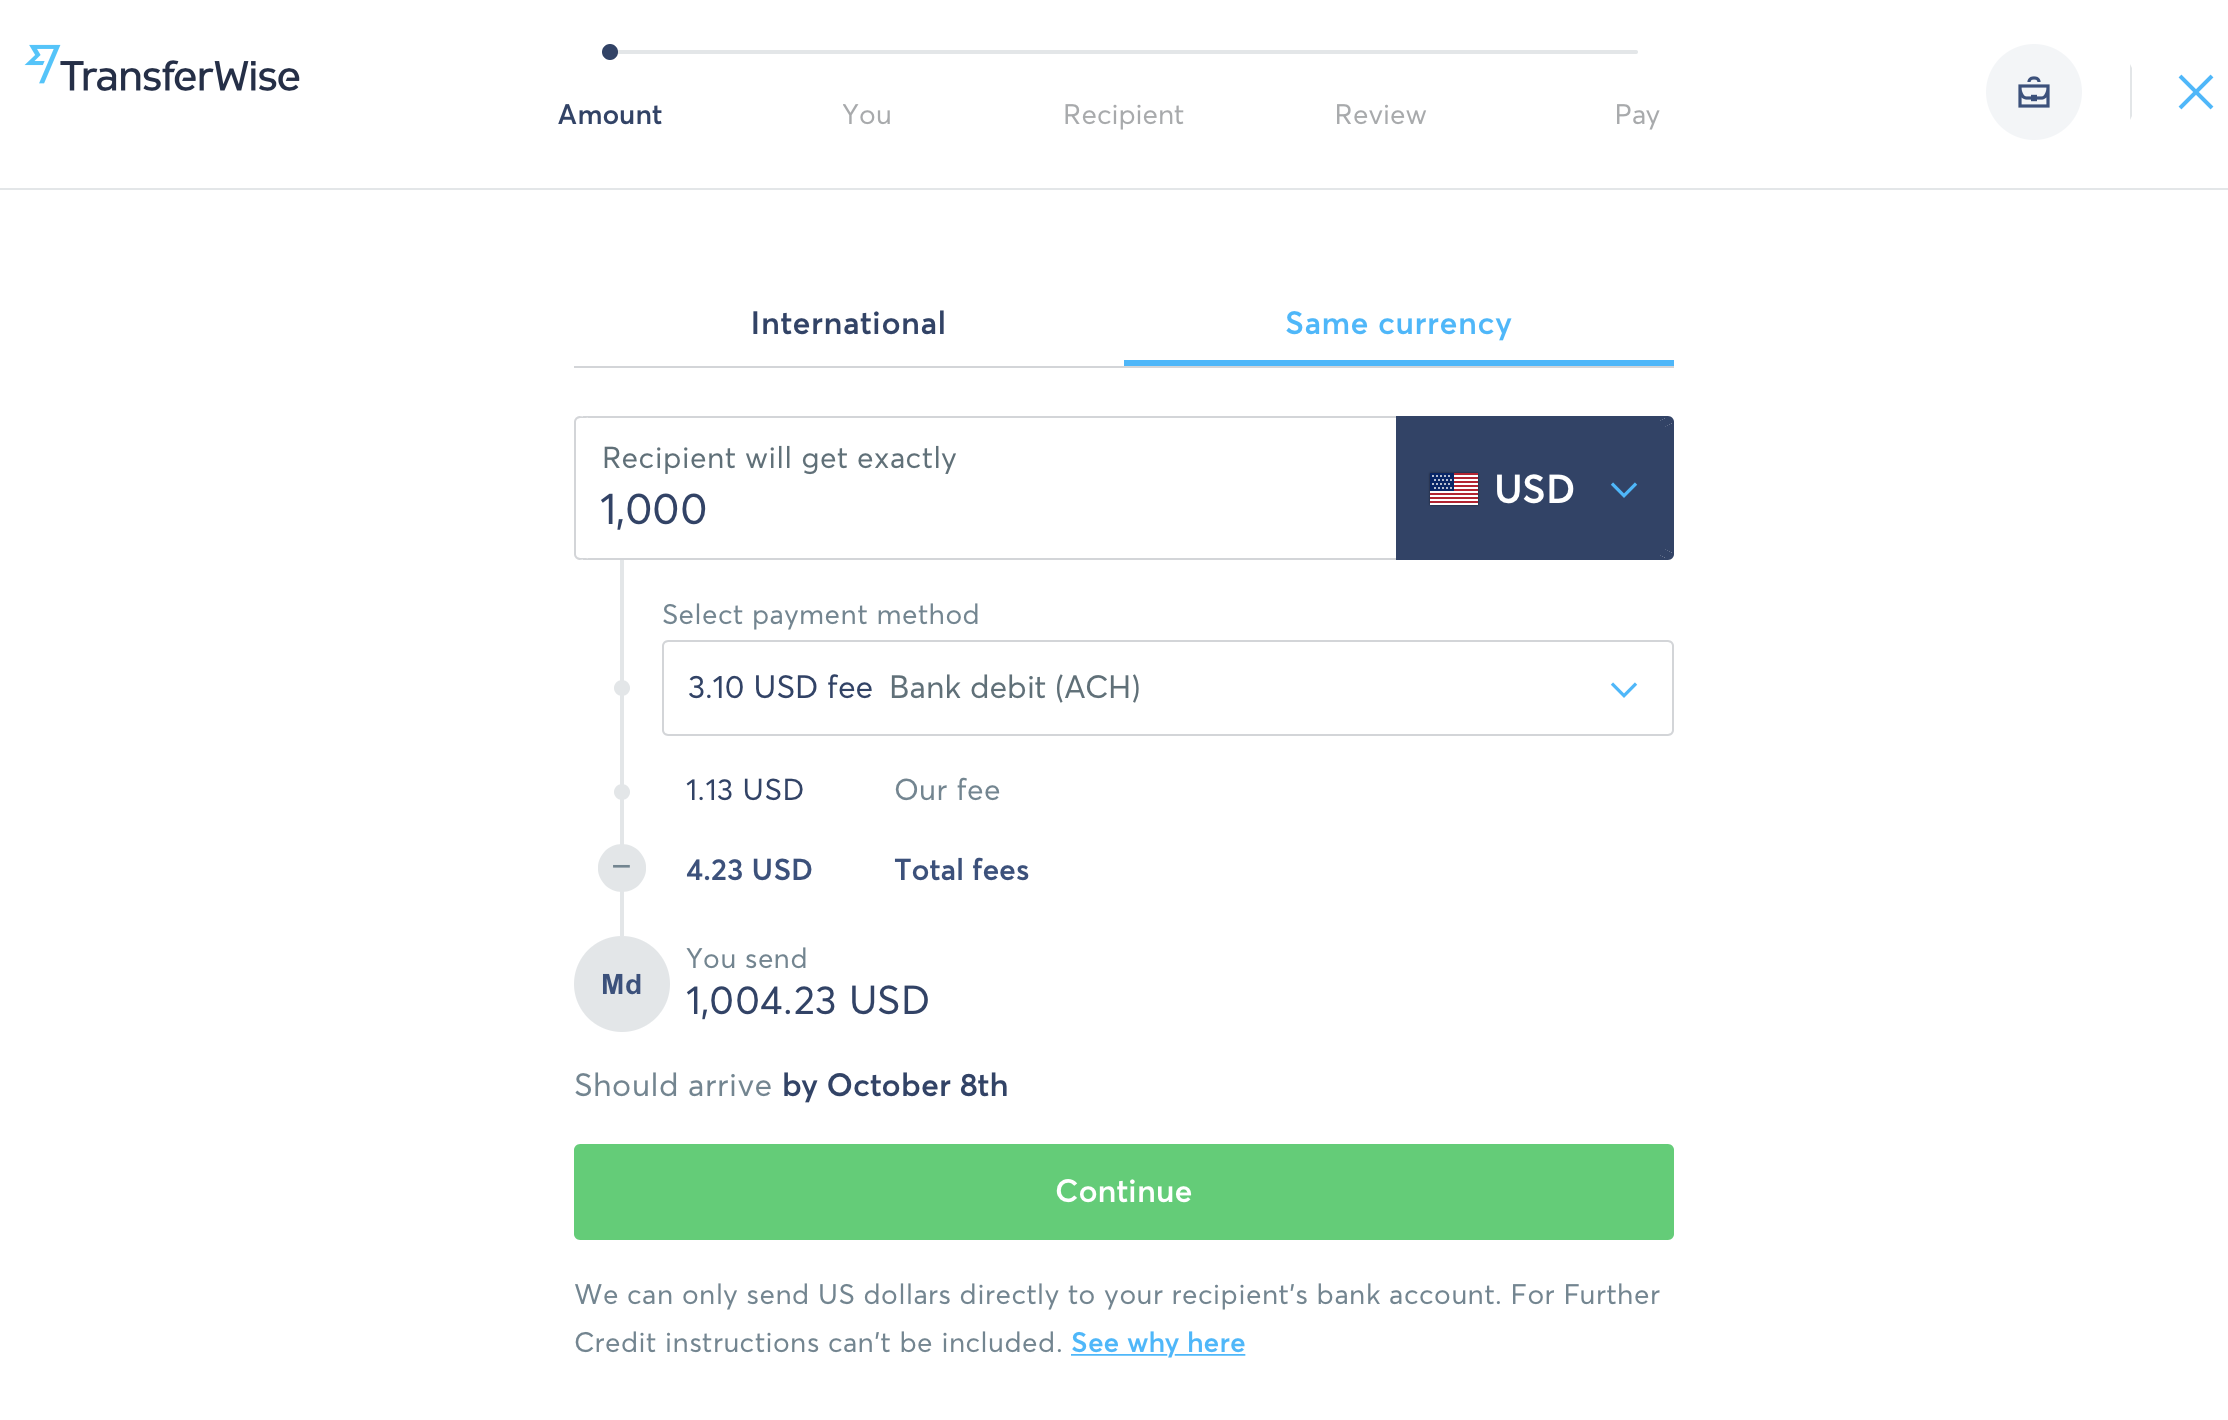 TransferWise
Amount You Recipient Review Pay
International Same currency
Recipient will get exactly
1,000
USD
Select payment method
3.10 USD fee Bank debit (ACH)
1.13 USD Our fee
4.23 USD Total fees
Md
You send
1,004.23 USD
Should arrive by October 8th
Continue
We can only send US dollars directly to your recipient's bank account. For Further
Credit instructions can't be included. See why here